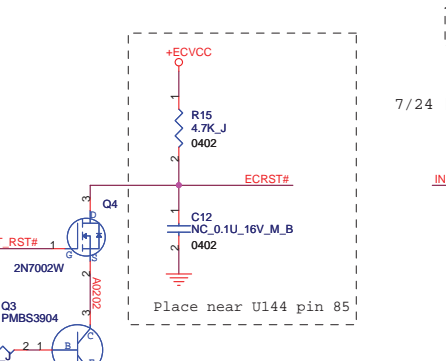 +ECVCC
1
R15
4.7K_J
0402
7/24
2
ECRST#
IN
3
Q4
1
C12
NC_0.1U_16V_M_B
0402
D
_RST#
1
G
S
2
2N7002W
2
A0202
Place near U144 pin 85
Q3
PMBS3904
3
C
2 1
B